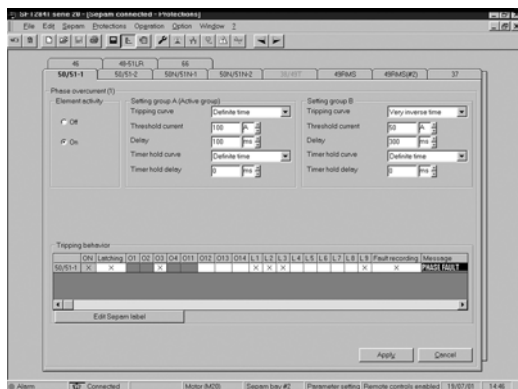 SFT2841 serie 20 - [Sepam connected - Protections]
File Edit Sepam Protections Operation Option Window ?
46 48-51LR 66
50/51-1 50/51-2 50N/51N-1 50N/51N-2 38/49T 49RMS 49RMS(#2) 37
Phase overcurrent (1)
Element activity
Off
On
Setting group A (Active group)
Tripping curve Definite time
Threshold current 100 A
Delay 100 ms
Timer hold curve Definite time
Timer hold delay 0 ms
Setting group B
Tripping curve Very inverse time
Threshold current 50 A
Delay 300 ms
Timer hold curve Definite time
Timer hold delay 0 ms
Tripping behavior
ON Latching O1 O2 O3 O4 O11 O12 O13 O14 L1 L2 L3 L4 L5 L6 L7 L8 L9 Fault recording Message
50/51-1 X X X X X X X X PHASE FAULT
Edit Sepam label
Apply Cancel
Alarm Connected Motor (M20) Sepam bay #2 Parameter setting Remote controls enabled 19/07/01 14:46